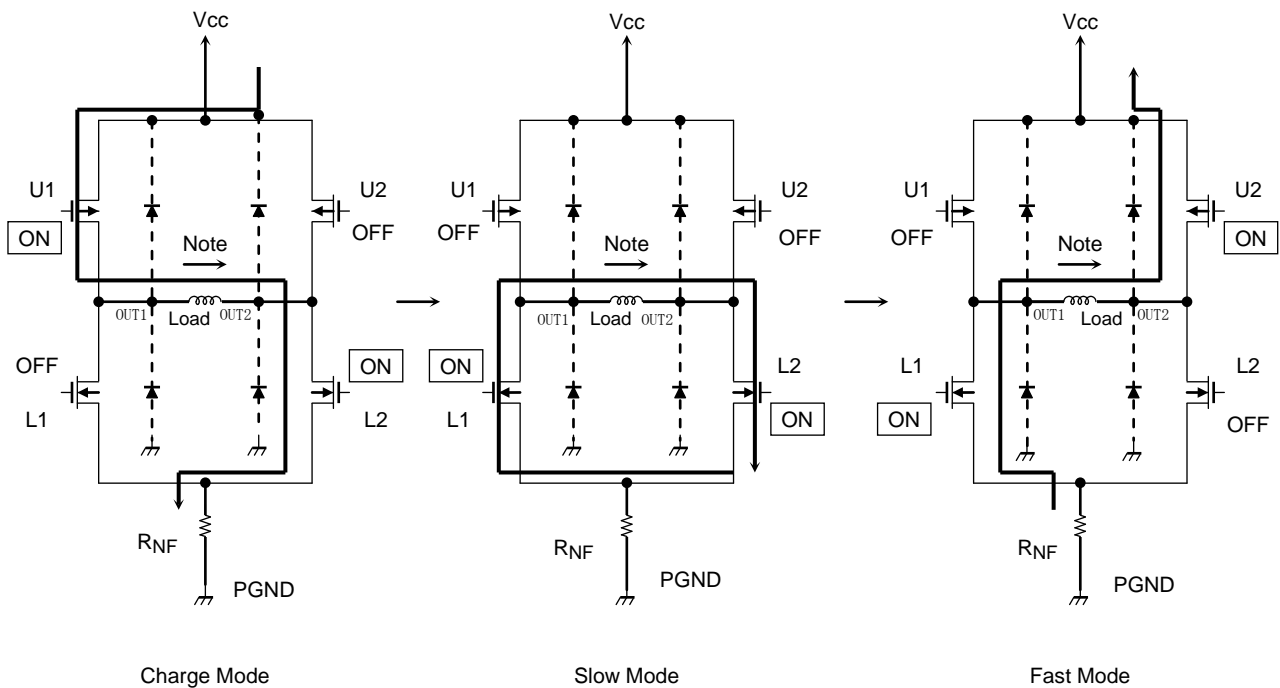 Vcc
U1
ON
U2
OFF
Note
OUT1
Load
OUT2
OFF
L1
ON
L2
RNF
PGND
Charge Mode
Vcc
U1
OFF
U2
OFF
Note
OUT1
Load
OUT2
ON
L1
L2
ON
RNF
PGND
Slow Mode
Vcc
U1
OFF
U2
ON
Note
OUT1
Load
OUT2
L1
ON
L2
OFF
RNF
PGND
Fast Mode